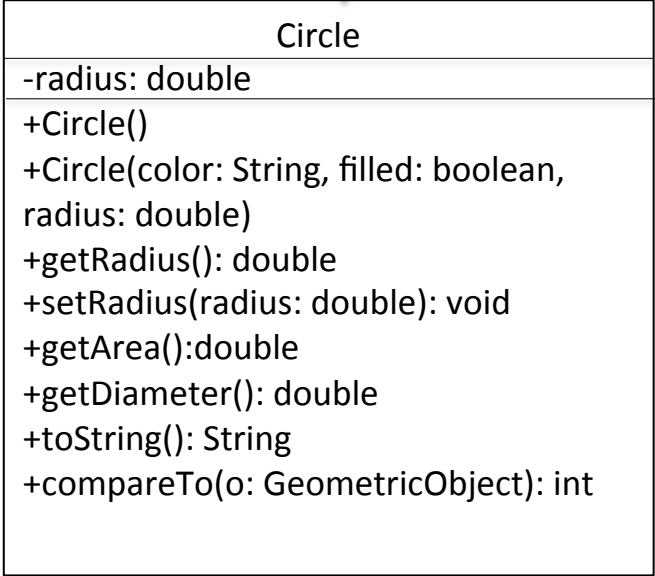 Circle
-radius: double
+Circle()
+Circle(color: String, filled: boolean,
radius: double)
+getRadius(): double
+setRadius(radius: double): void
+getArea():double
+getDiameter(): double
+toString(): String
+compareTo(o: GeometricObject): int